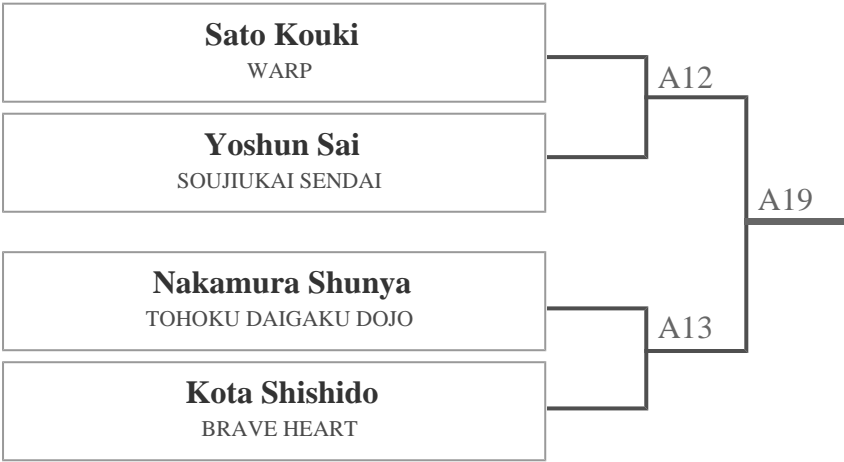 Sato Kouki
WARP
A12
Yoshun Sai
SOUJIUKAI SENDAI
A19
Nakamura Shunya
TOHOKU DAIGAKU DOJO
A13
Kota Shishido
BRAVE HEART